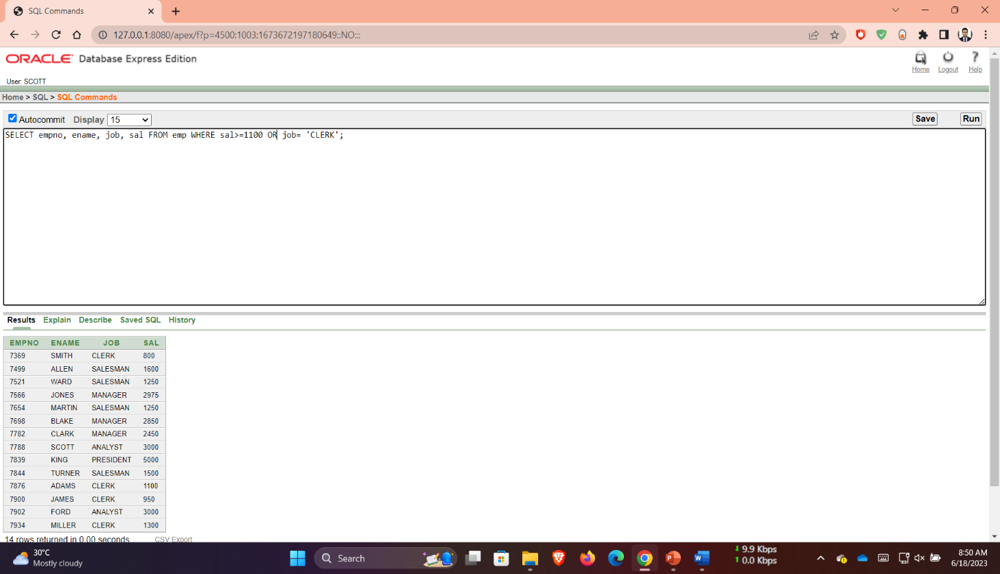 SQL Commands
127.0.0.1:8080/apex/f?p=4500:1003:1673672197180649::NO:::
ORACLE Database Express Edition
Home Logout Help
User: SCOTT
Home > SQL > SQL Commands
Autocommit Display 15 Save Run
SELECT empno, ename, job, sal FROM emp WHERE sal>=1100 OR job= 'CLERK';
Results Explain Describe Saved SQL History
EMPNO ENAME JOB SAL
7369 SMITH CLERK 800
7499 ALLEN SALESMAN 1600
7521 WARD SALESMAN 1250
7566 JONES MANAGER 2975
7654 MARTIN SALESMAN 1250
7698 BLAKE MANAGER 2850
7782 CLARK MANAGER 2450
7788 SCOTT ANALYST 3000
7839 KING PRESIDENT 5000
7844 TURNER SALESMAN 1500
7876 ADAMS CLERK 1100
7900 JAMES CLERK 950
7902 FORD ANALYST 3000
7934 MILLER CLERK 1300
14 rows returned in 0.00 seconds CSV Export
30°C
Mostly cloudy
Search
9.9 Kbps
0.0 Kbps
8:50 AM
6/18/2023